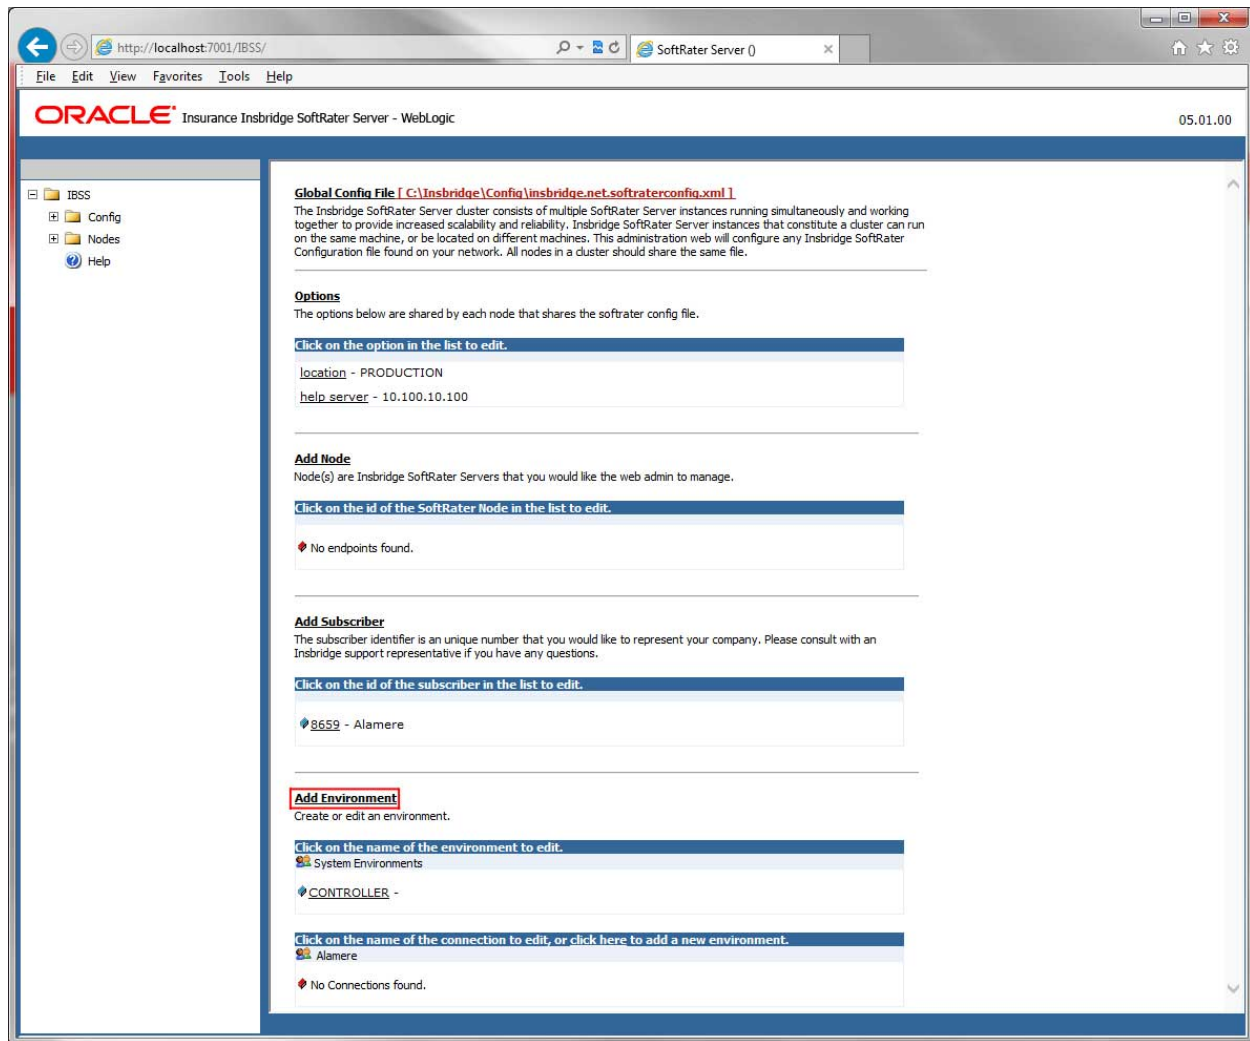 http://localhost:7001/IBSS/
SoftRater Server ()
File Edit View Favorites Tools Help
ORACLE Insurance Insbridge SoftRater Server - WebLogic
05.01.00
IBSS
Config
Nodes
Help
Global Config File [ C:\Insbridge\Config\insbridge.net.softraterconfig.xml ]
The Insbridge SoftRater Server cluster consists of multiple SoftRater Server instances running simultaneously and working
together to provide increased scalability and reliability. Insbridge SoftRater Server instances that constitute a cluster can run
on the same machine, or be located on different machines. This administration web will configure any Insbridge SoftRater
Configuration file found on your network. All nodes in a cluster should share the same file.
Options
The options below are shared by each node that shares the softrater config file.
Click on the option in the list to edit.
location - PRODUCTION
help server - 10.100.10.100
Add Node
Node(s) are Insbridge SoftRater Servers that you would like the web admin to manage.
Click on the id of the SoftRater Node in the list to edit.
No endpoints found.
Add Subscriber
The subscriber identifier is an unique number that you would like to represent your company. Please consult with an
Insbridge support representative if you have any questions.
Click on the id of the subscriber in the list to edit.
8659 - Alamere
Add Environment
Create or edit an environment.
Click on the name of the environment to edit.
System Environments
CONTROLLER -
Click on the name of the connection to edit, or click here to add a new environment.
Alamere
No Connections found.